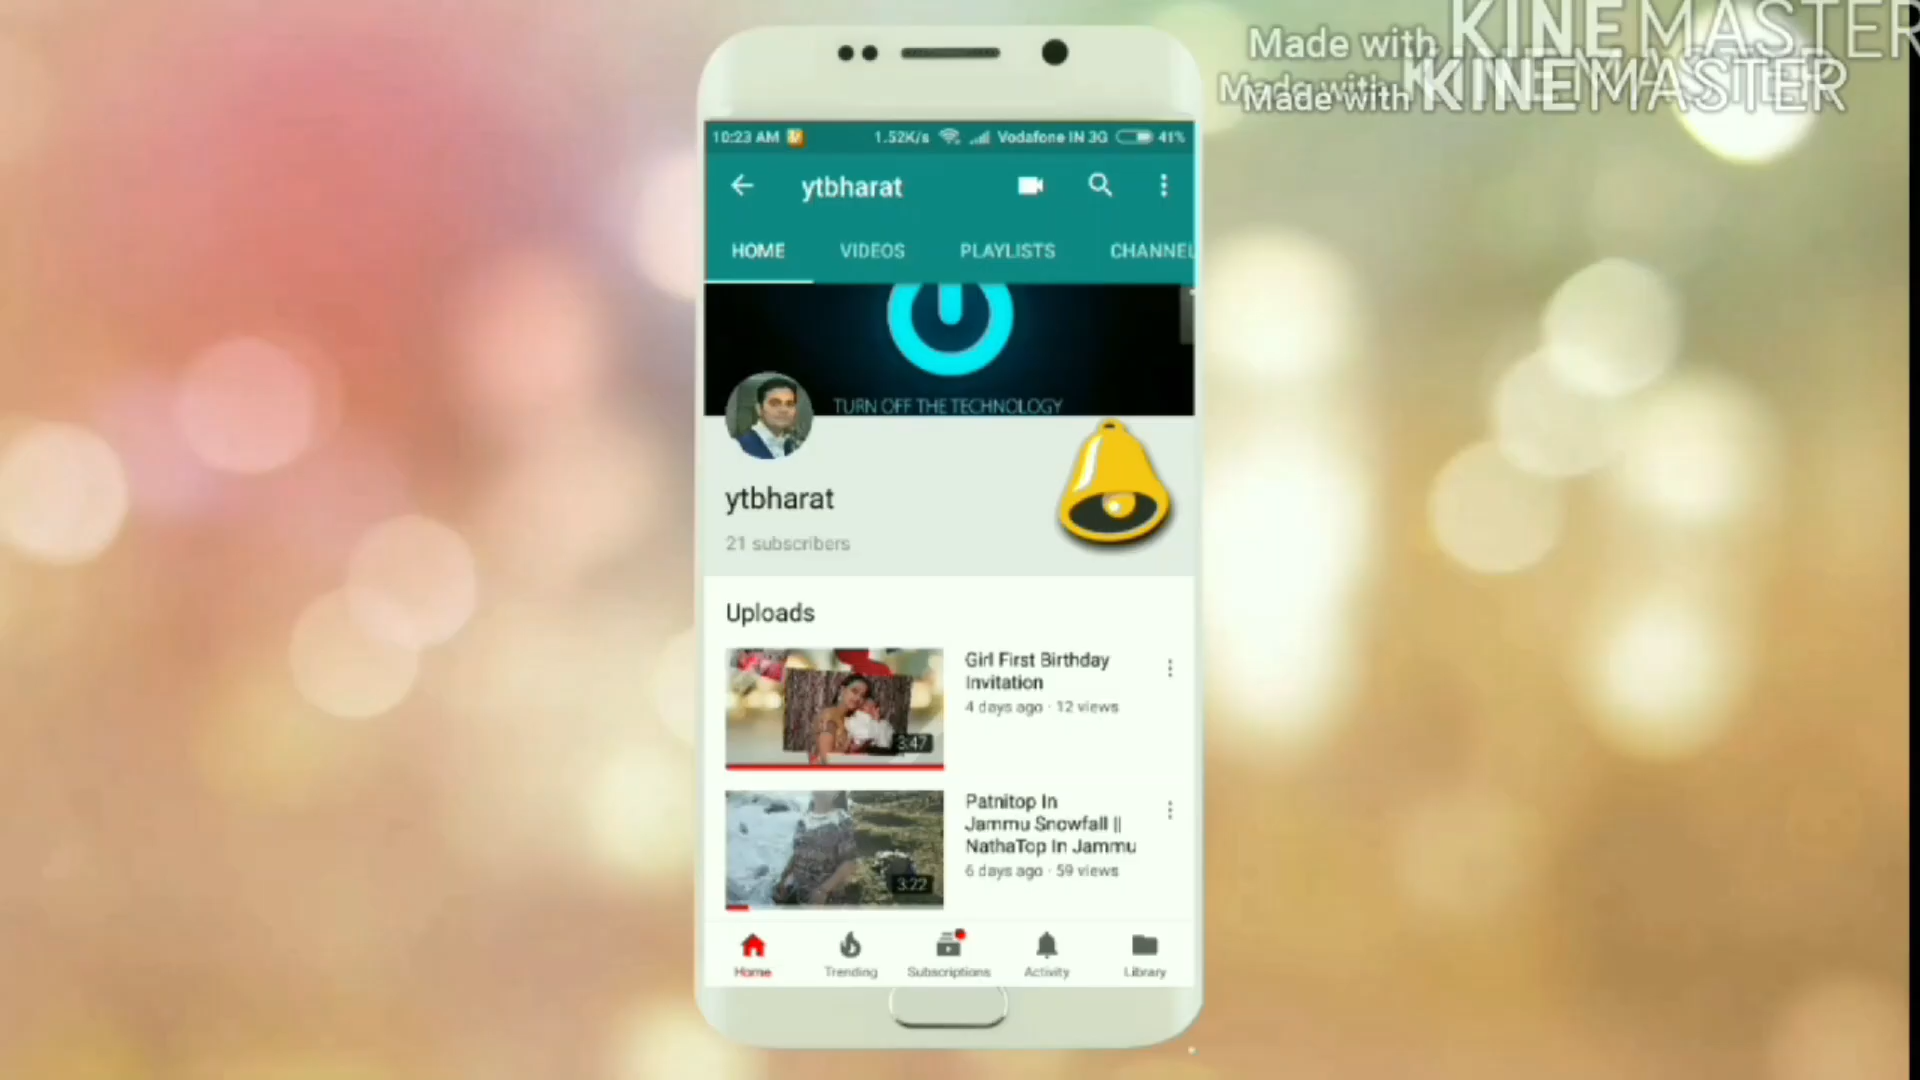 Made with KINEMASTER
Made with KINEMASTER
Made with
10:23 AM 1.52K/s Vodafone IN 3G 41%
ytbharat
HOME VIDEOS PLAYLISTS CHANNEL
TURN OFF THE TECHNOLOGY
ytbharat
21 subscribers
Uploads
Girl First Birthday
Invitation
4 days ago · 12 views
3:47
Patnitop In
Jammu Snowfall ||
NathaTop In Jammu
6 days ago · 59 views
3:22
Home Trending Subscriptions Activity Library